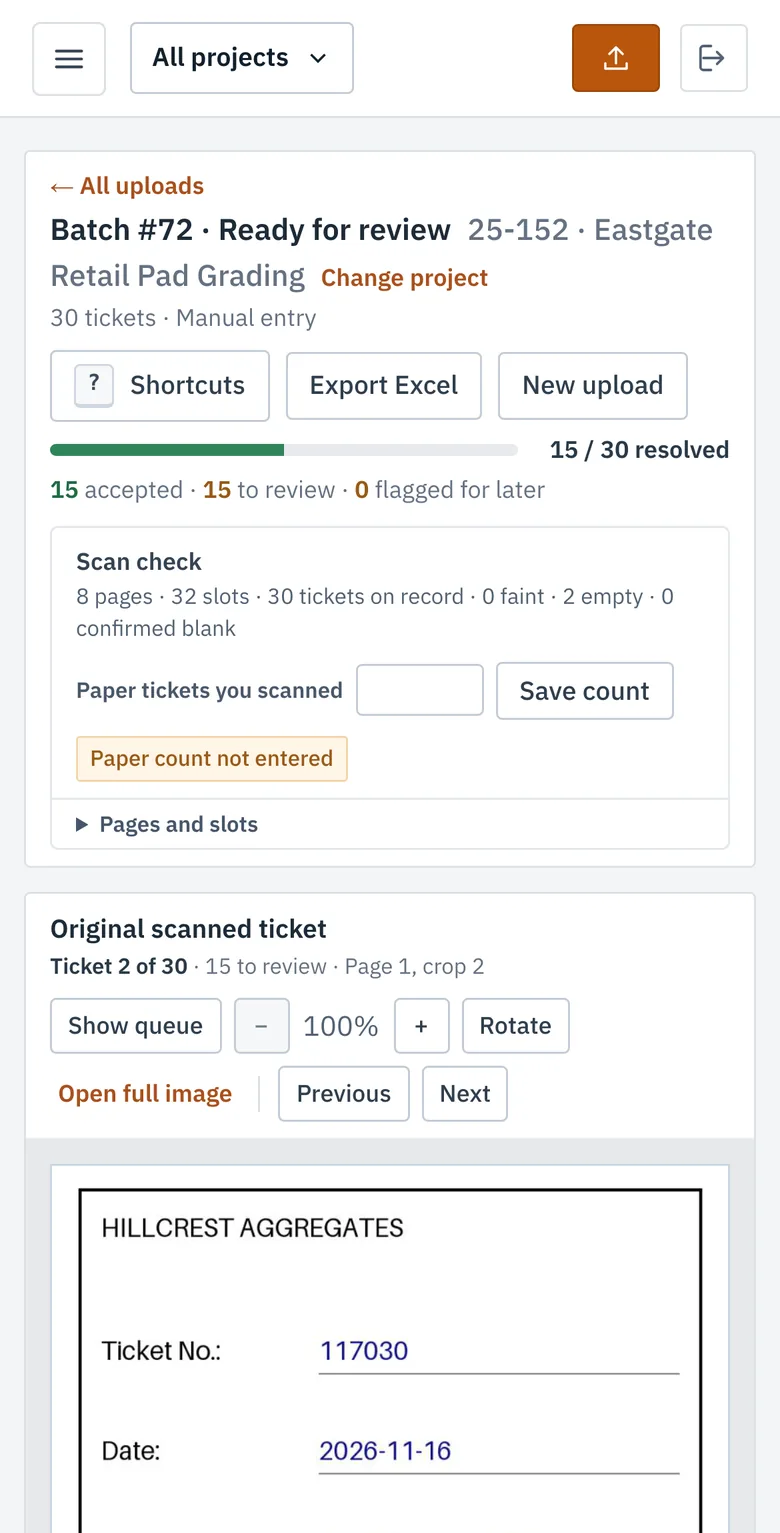 All projects
← All uploads
Batch #72 · Ready for review 25-152 · Eastgate
Retail Pad Grading Change project
30 tickets · Manual entry
? Shortcuts Export Excel New upload
15 / 30 resolved
15 accepted · 15 to review · 0 flagged for later
Scan check
8 pages · 32 slots · 30 tickets on record · 0 faint · 2 empty · 0
confirmed blank
Paper tickets you scanned Save count
Paper count not entered
▶ Pages and slots
Original scanned ticket
Ticket 2 of 30 · 15 to review · Page 1, crop 2
Show queue − 100% + Rotate
Open full image Previous Next
HILLCREST AGGREGATES
Ticket No.: 117030
Date: 2026-11-16